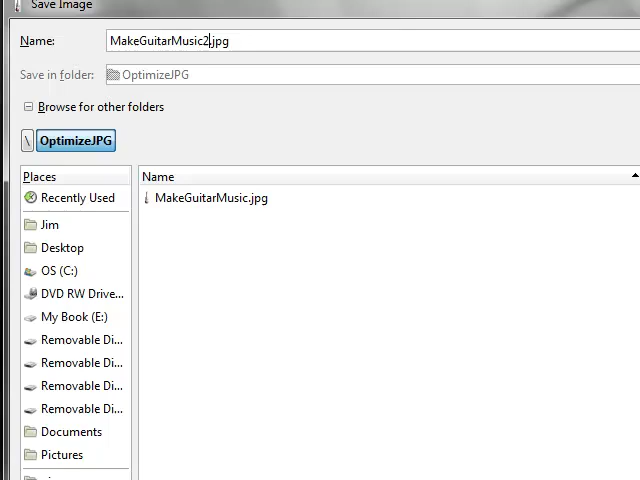 Save Image
Name:
MakeGuitarMusic2.jpg
Save in folder:
OptimizeJPG
Browse for other folders
\
OptimizeJPG
Places
Recently Used
Jim
Desktop
OS (C:)
DVD RW Drive...
My Book (E:)
Removable Di...
Removable Di...
Removable Di...
Removable Di...
Documents
Pictures
Name
MakeGuitarMusic.jpg